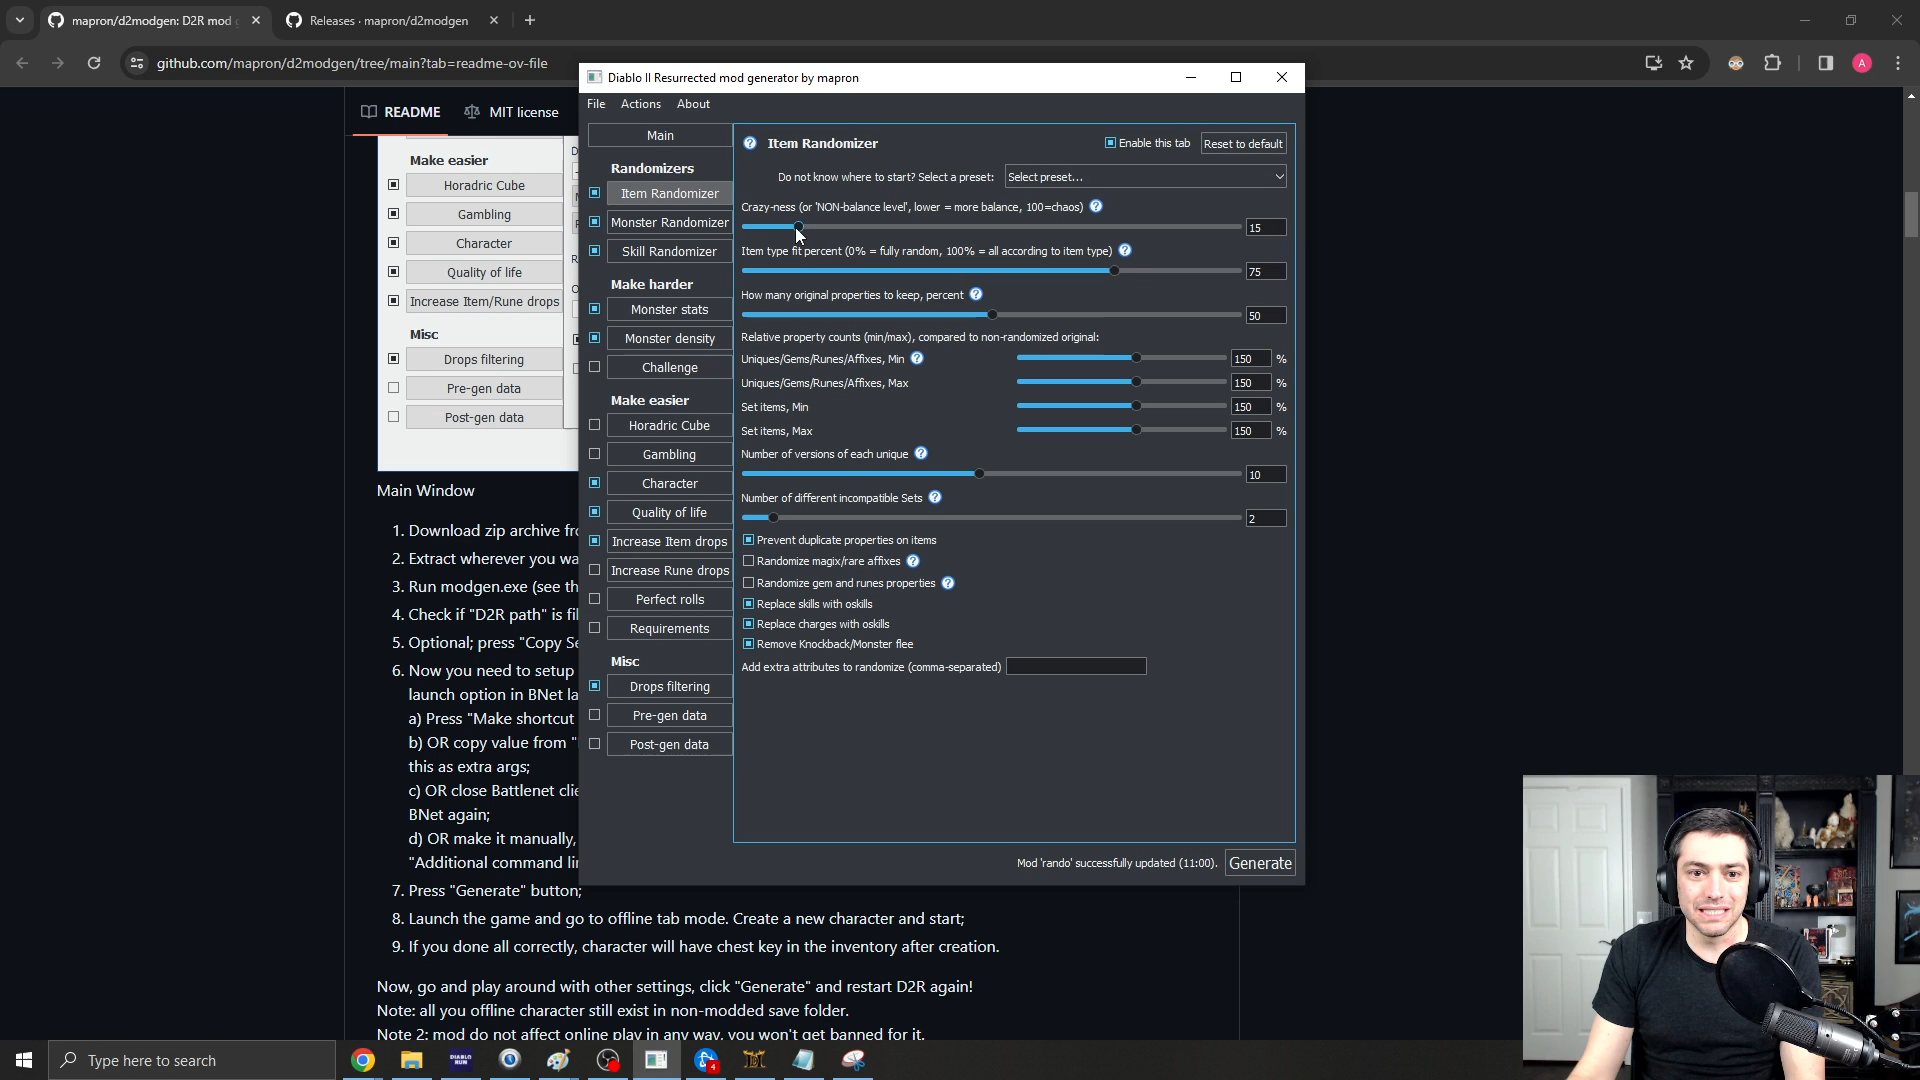 mapron/d2modgen: D2R mod
Releases · mapron/d2modgen
github.com/mapron/d2modgen/tree/main?tab=readme-ov-file
A
README
MIT license
Make easier
Horadric Cube
Gambling
Character
Quality of life
Increase Item/Rune drops
Misc
Drops filtering
Pre-gen data
Post-gen data
Main Window
1. Download zip archive fro
2. Extract wherever you wa
3. Run modgen.exe (see th
4. Check if "D2R path" is fil
5. Optional; press "Copy Se
6. Now you need to setup
launch option in BNet la
a) Press "Make shortcut
b) OR copy value from "
this as extra args;
c) OR close Battlenet clie
BNet again;
d) OR make it manually,
"Additional command lin
7. Press "Generate" button;
8. Launch the game and go to offline tab mode. Create a new character and start;
9. If you done all correctly, character will have chest key in the inventory after creation.
Now, go and play around with other settings, click "Generate" and restart D2R again!
Note: all you offline character still exist in non-modded save folder.
Note 2: mod do not affect online play in any way, you won't get banned for it.
Diablo II Resurrected mod generator by mapron
File Actions About
Main
Randomizers
Item Randomizer
Monster Randomizer
Skill Randomizer
Make harder
Monster stats
Monster density
Challenge
Make easier
Horadric Cube
Gambling
Character
Quality of life
Increase Item drops
Increase Rune drops
Perfect rolls
Requirements
Misc
Drops filtering
Pre-gen data
Post-gen data
Item Randomizer
Enable this tab
Reset to default
Do not know where to start? Select a preset: Select preset...
Crazy-ness (or 'NON-balance level', lower = more balance, 100=chaos)
15
Item type fit percent (0% = fully random, 100% = all according to item type)
75
How many original properties to keep, percent
50
Relative property counts (min/max), compared to non-randomized original:
Uniques/Gems/Runes/Affixes, Min 150 %
Uniques/Gems/Runes/Affixes, Max 150 %
Set items, Min 150 %
Set items, Max 150 %
Number of versions of each unique
10
Number of different incompatible Sets
2
Prevent duplicate properties on items
Randomize magix/rare affixes
Randomize gem and runes properties
Replace skills with oskills
Replace charges with oskills
Remove Knockback/Monster flee
Add extra attributes to randomize (comma-separated)
Mod 'rando' successfully updated (11:00).
Generate
Type here to search
DIABLO
RUN
4